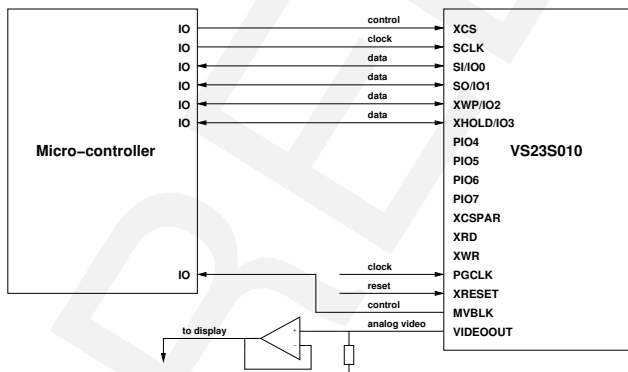 IO control XCS
IO clock SCLK
IO data SI/IO0
IO data SO/IO1
IO data XWP/IO2
IO data XHOLD/IO3
PIO4
Micro−controller PIO5 VS23S010
PIO6
PIO7
XCSPAR
XRD
XWR
IO clock PGCLK
reset XRESET
control MVBLK
to display + analog video VIDEOOUT
−